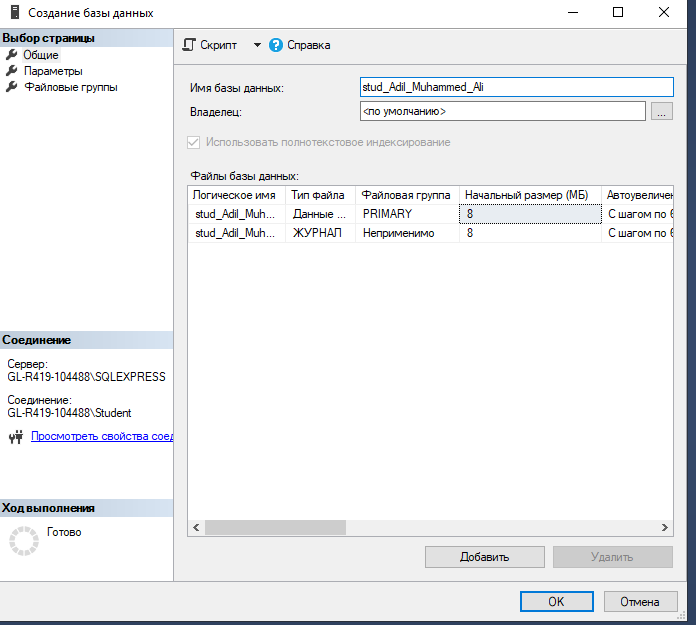 Создание базы данных
Выбор страницы
Общие
Параметры
Файловые группы
Скрипт
Справка
Имя базы данных: stud_Adil_Muhammed_Ali
Владелец: <по умолчанию> ...
Использовать полнотекстовое индексирование
Файлы базы данных:
Логическое имя Тип файла Файловая группа Начальный размер (МБ) Автоувеличен
stud_Adil_Muh... Данные ... PRIMARY 8 С шагом по 6
stud_Adil_Muh... ЖУРНАЛ Неприменимо 8 С шагом по 6
Соединение
Сервер:
GL-R419-104488\SQLEXPRESS
Соединение:
GL-R419-104488\Student
Просмотреть свойства соед
Ход выполнения
Готово
Добавить Удалить
OK Отмена